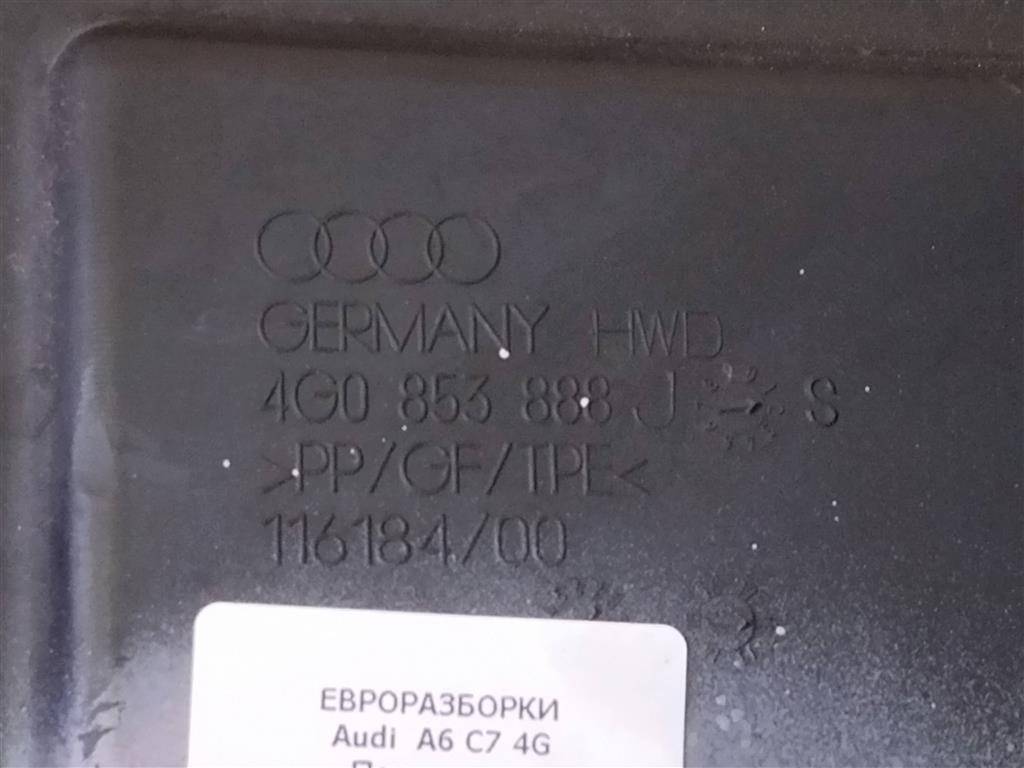 GERMANY HWD
4G0 853 888 J S
>PP/GF/TPE<
116184/00
ЕВРОРАЗБОРКИ
Audi A6 C7 4G